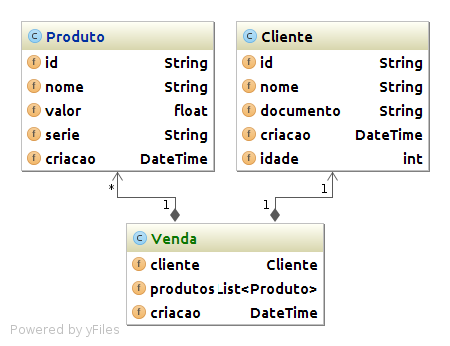 Produto
id String
nome String
valor float
serie String
criacao DateTime
Cliente
id String
nome String
documento String
criacao DateTime
idade int
* 1
1 1
Venda
cliente Cliente
produtos List<Produto>
criacao DateTime
Powered by yFiles